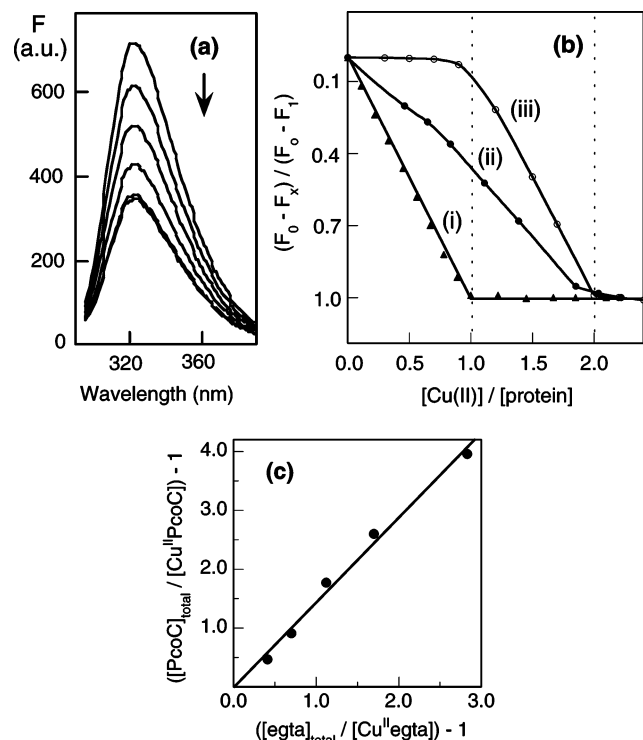 F
(a.u.)
(a)
600
400
200
0
320
360
Wavelength (nm)
(b)
(F₀ - Fₓ) / (Fₒ - F₁)
0.1
0.4
0.7
1.0
(i)
(ii)
(iii)
0.0
0.5
1.0
1.5
2.0
[Cu(II)] / [protein]
(c)
([PcoC]total / [CuᴵᴵPcoC]) - 1
4.0
3.0
2.0
1.0
0.0
1.0
2.0
3.0
([egta]total / [Cuᴵᴵegta]) - 1